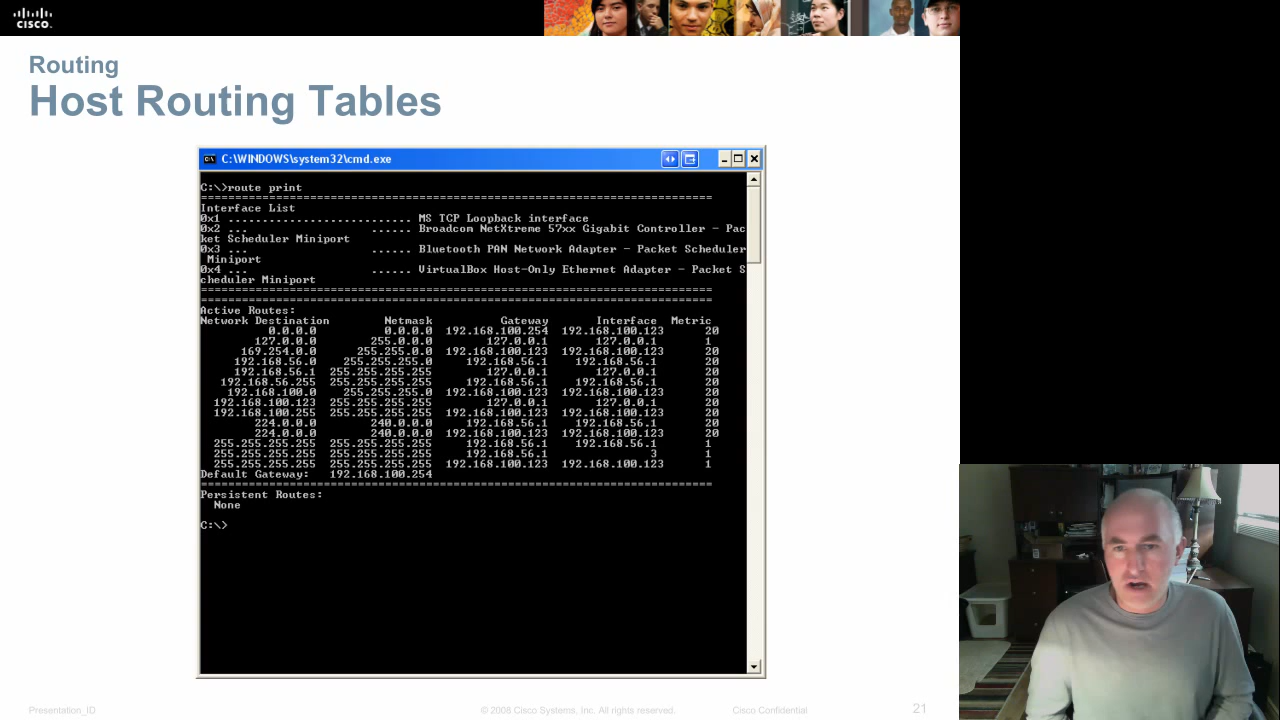 CISCO
Routing
Host Routing Tables
C:\WINDOWS\system32\cmd.exe
C:\>route print
===========================================================================
Interface List
0x1 ........................... MS TCP Loopback interface
0x2 ... ...... Broadcom NetXtreme 57xx Gigabit Controller - Pac
ket Scheduler Miniport
0x3 ... ...... Bluetooth PAN Network Adapter - Packet Scheduler
Miniport
0x4 ... ...... VirtualBox Host-Only Ethernet Adapter - Packet S
cheduler Miniport
===========================================================================
===========================================================================
Active Routes:
Network Destination Netmask Gateway Interface Metric
0.0.0.0 0.0.0.0 192.168.100.254 192.168.100.123 20
127.0.0.0 255.0.0.0 127.0.0.1 127.0.0.1 1
169.254.0.0 255.255.0.0 192.168.100.123 192.168.100.123 20
192.168.56.0 255.255.255.0 192.168.56.1 192.168.56.1 20
192.168.56.1 255.255.255.255 127.0.0.1 127.0.0.1 20
192.168.56.255 255.255.255.255 192.168.56.1 192.168.56.1 20
192.168.100.0 255.255.255.0 192.168.100.123 192.168.100.123 20
192.168.100.123 255.255.255.255 127.0.0.1 127.0.0.1 20
192.168.100.255 255.255.255.255 192.168.100.123 192.168.100.123 20
224.0.0.0 240.0.0.0 192.168.56.1 192.168.56.1 20
224.0.0.0 240.0.0.0 192.168.100.123 192.168.100.123 20
255.255.255.255 255.255.255.255 192.168.56.1 192.168.56.1 1
255.255.255.255 255.255.255.255 192.168.56.1 3 1
255.255.255.255 255.255.255.255 192.168.100.123 192.168.100.123 1
Default Gateway: 192.168.100.254
===========================================================================
Persistent Routes:
None
C:\>
Presentation_ID
© 2008 Cisco Systems, Inc. All rights reserved.
Cisco Confidential
21